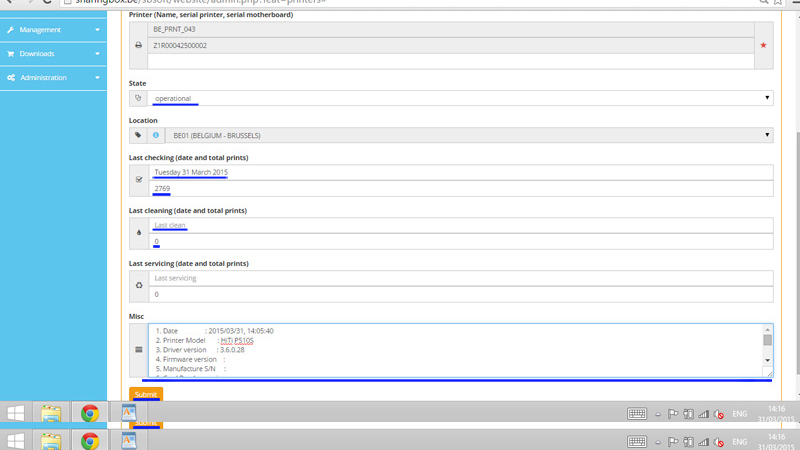 sharingbox.be/sbsoft/website/admin.php?feat=printers#
Printer (Name, serial printer, serial motherboard)
Management
BE_PRNT_043
Z1R00042500002
Downloads
Administration
State
operational
Location
BE01 (BELGIUM - BRUSSELS)
Last checking (date and total prints)
Tuesday 31 March 2015
2769
Last cleaning (date and total prints)
Last clean
0
Last servicing (date and total prints)
Last servicing
0
Misc
1. Date : 2015/03/31, 14:05:40
2. Printer Model : HiTi P510S
3. Driver version : 3.6.0.28
4. Firmware version :
5. Manufacture S/N :
Submit
ENG
14:16
31/03/2015
Submit
ENG
14:16
31/03/2015